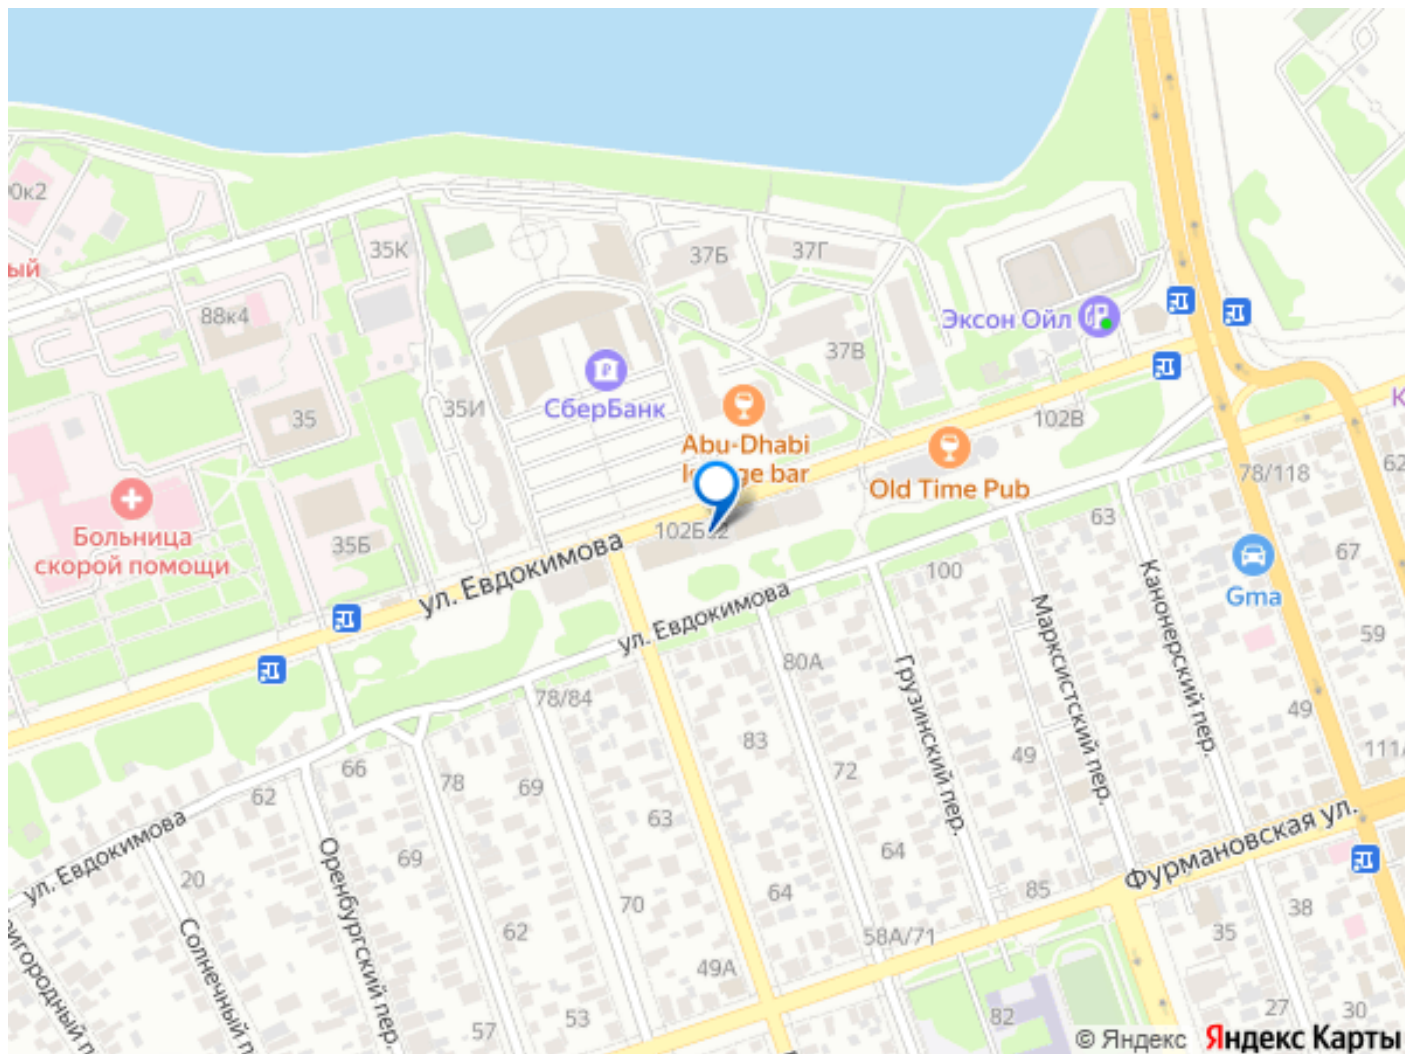 0к2
ый
35К
88к4
35
37Б
37Г
Эксон Ойл
37В
СберБанк
35И
Abu-Dhabi
bar
102В
Old Time Pub
78/118
62
К
Больница
скорой помощи
35Б
102Б
ул. Евдокимова
ул. Евдокимова
100
63
67
Gma
59
80А
78/84
Грузинский пер.
Марксистский пер.
Канонерский пер.
49
111А
83
72
49
66
78
69
62
63
ул. Евдокимова
69
64
Фурмановская ул.
20
Оренбургский пер.
70
64
85
38
Солнечный п
62
58А/71
35
ригородный п
49А
57
53
82
27
30
© Яндекс
Яндекс Карты